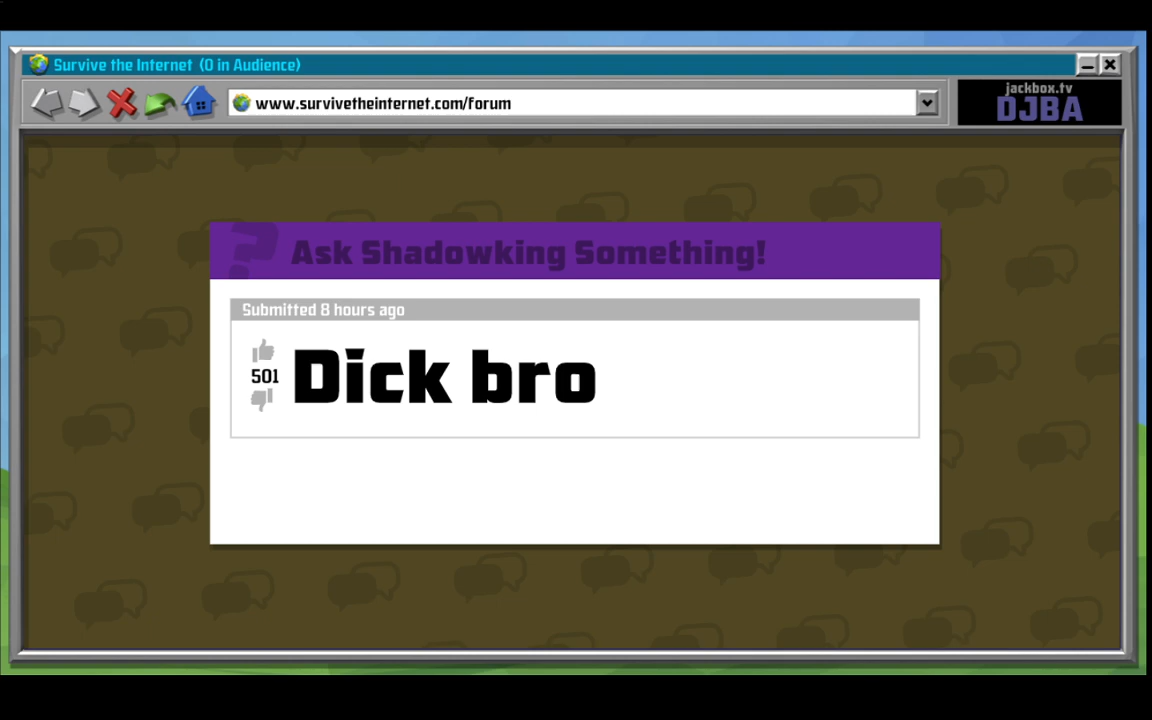 Survive the Internet (0 in Audience)
www.survivetheinternet.com/forum
jackbox.tv
DJBA
Ask Shadowking Something!
Submitted 8 hours ago
501
Dick bro